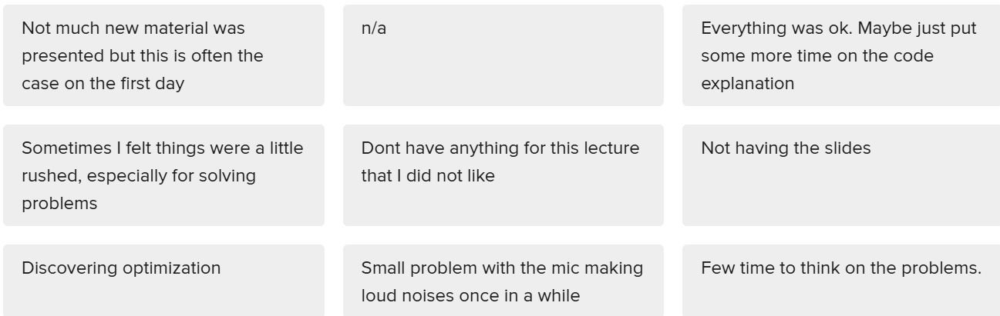 Not much new material was
presented but this is often the
case on the first day
n/a
Everything was ok. Maybe just put
some more time on the code
explanation
Sometimes I felt things were a little
rushed, especially for solving
problems
Dont have anything for this lecture
that I did not like
Not having the slides
Discovering optimization
Small problem with the mic making
loud noises once in a while
Few time to think on the problems.